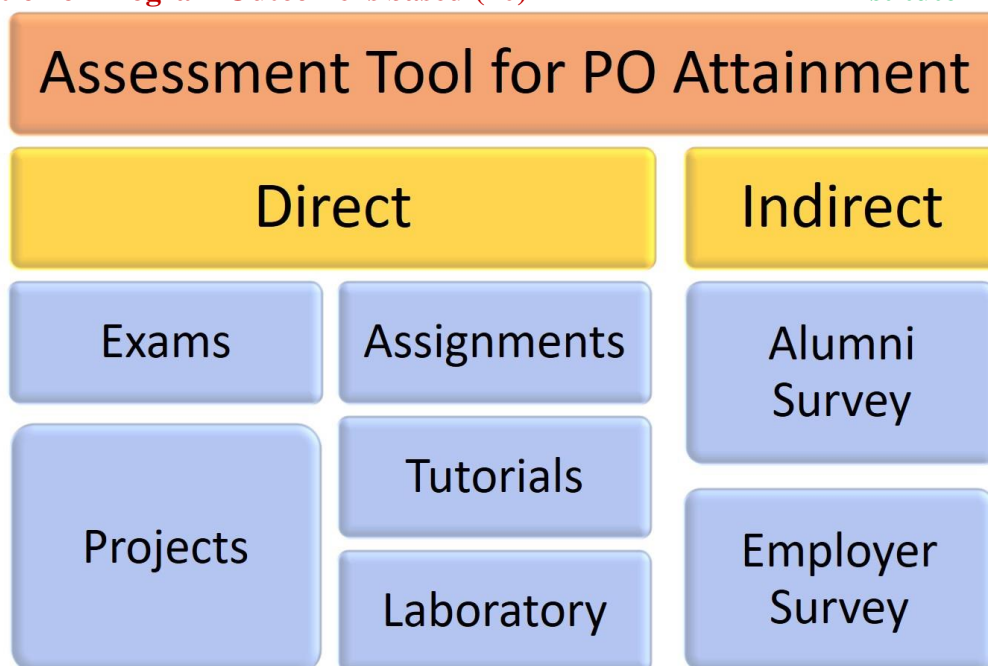 Assessment Tool for PO Attainment
Direct
Indirect
Exams
Assignments
Alumni
Survey
Tutorials
Projects
Laboratory
Employer
Survey